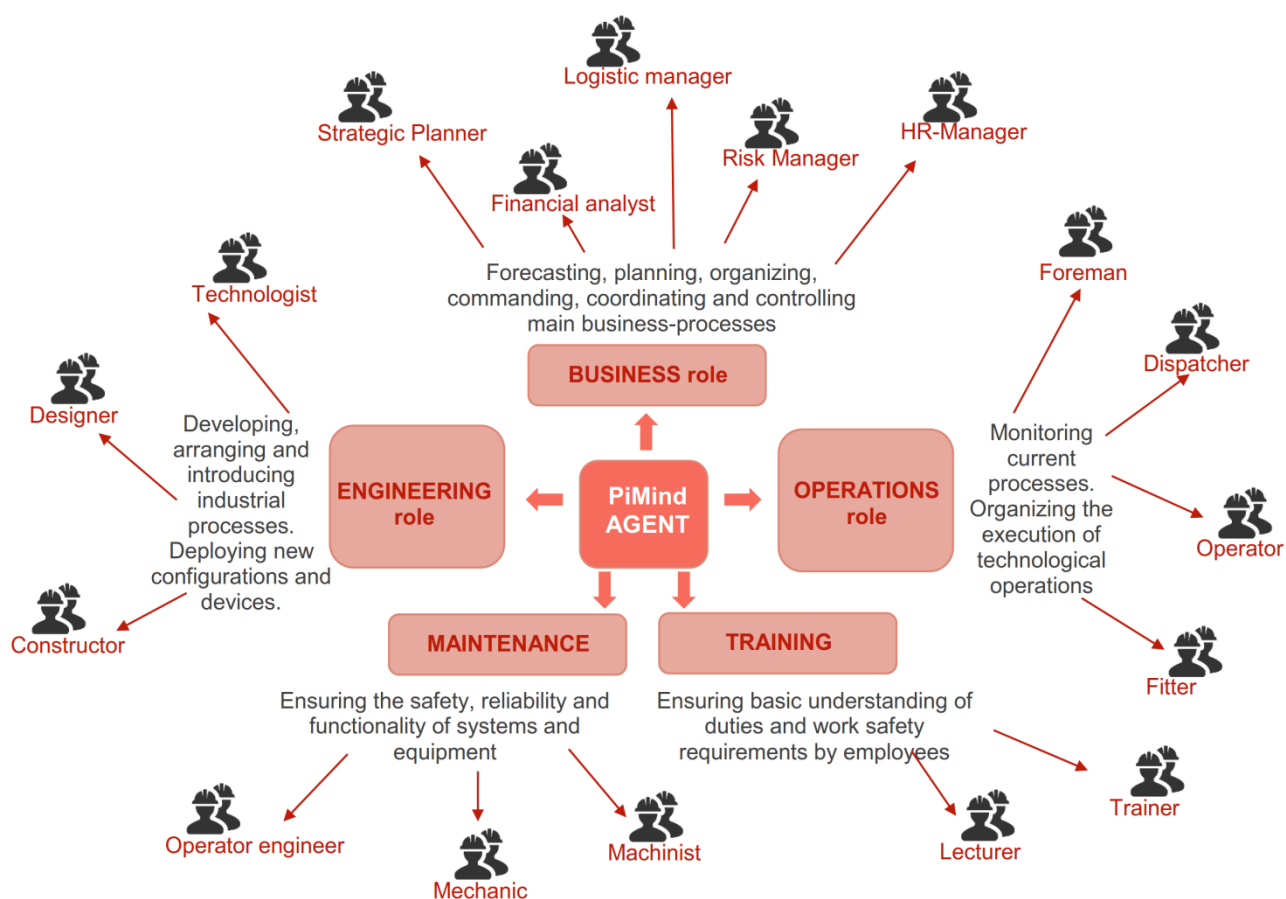 Logistic manager
Strategic Planner
HR-Manager
Risk Manager
Financial analyst
Forecasting, planning, organizing,
commanding, coordinating and controlling
main business-processes
BUSINESS role
Technologist
Designer
Constructor
Developing,
arranging and
introducing
industrial
processes.
Deploying new
configurations and
devices.
ENGINEERING
role
PiMind
AGENT
OPERATIONS
role
Monitoring
current
processes.
Organizing the
execution of
technological
operations
Foreman
Dispatcher
Operator
Fitter
MAINTENANCE
Ensuring the safety, reliability and
functionality of systems and
equipment
Operator engineer
Mechanic
Machinist
TRAINING
Ensuring basic understanding of
duties and work safety
requirements by employees
Lecturer
Trainer